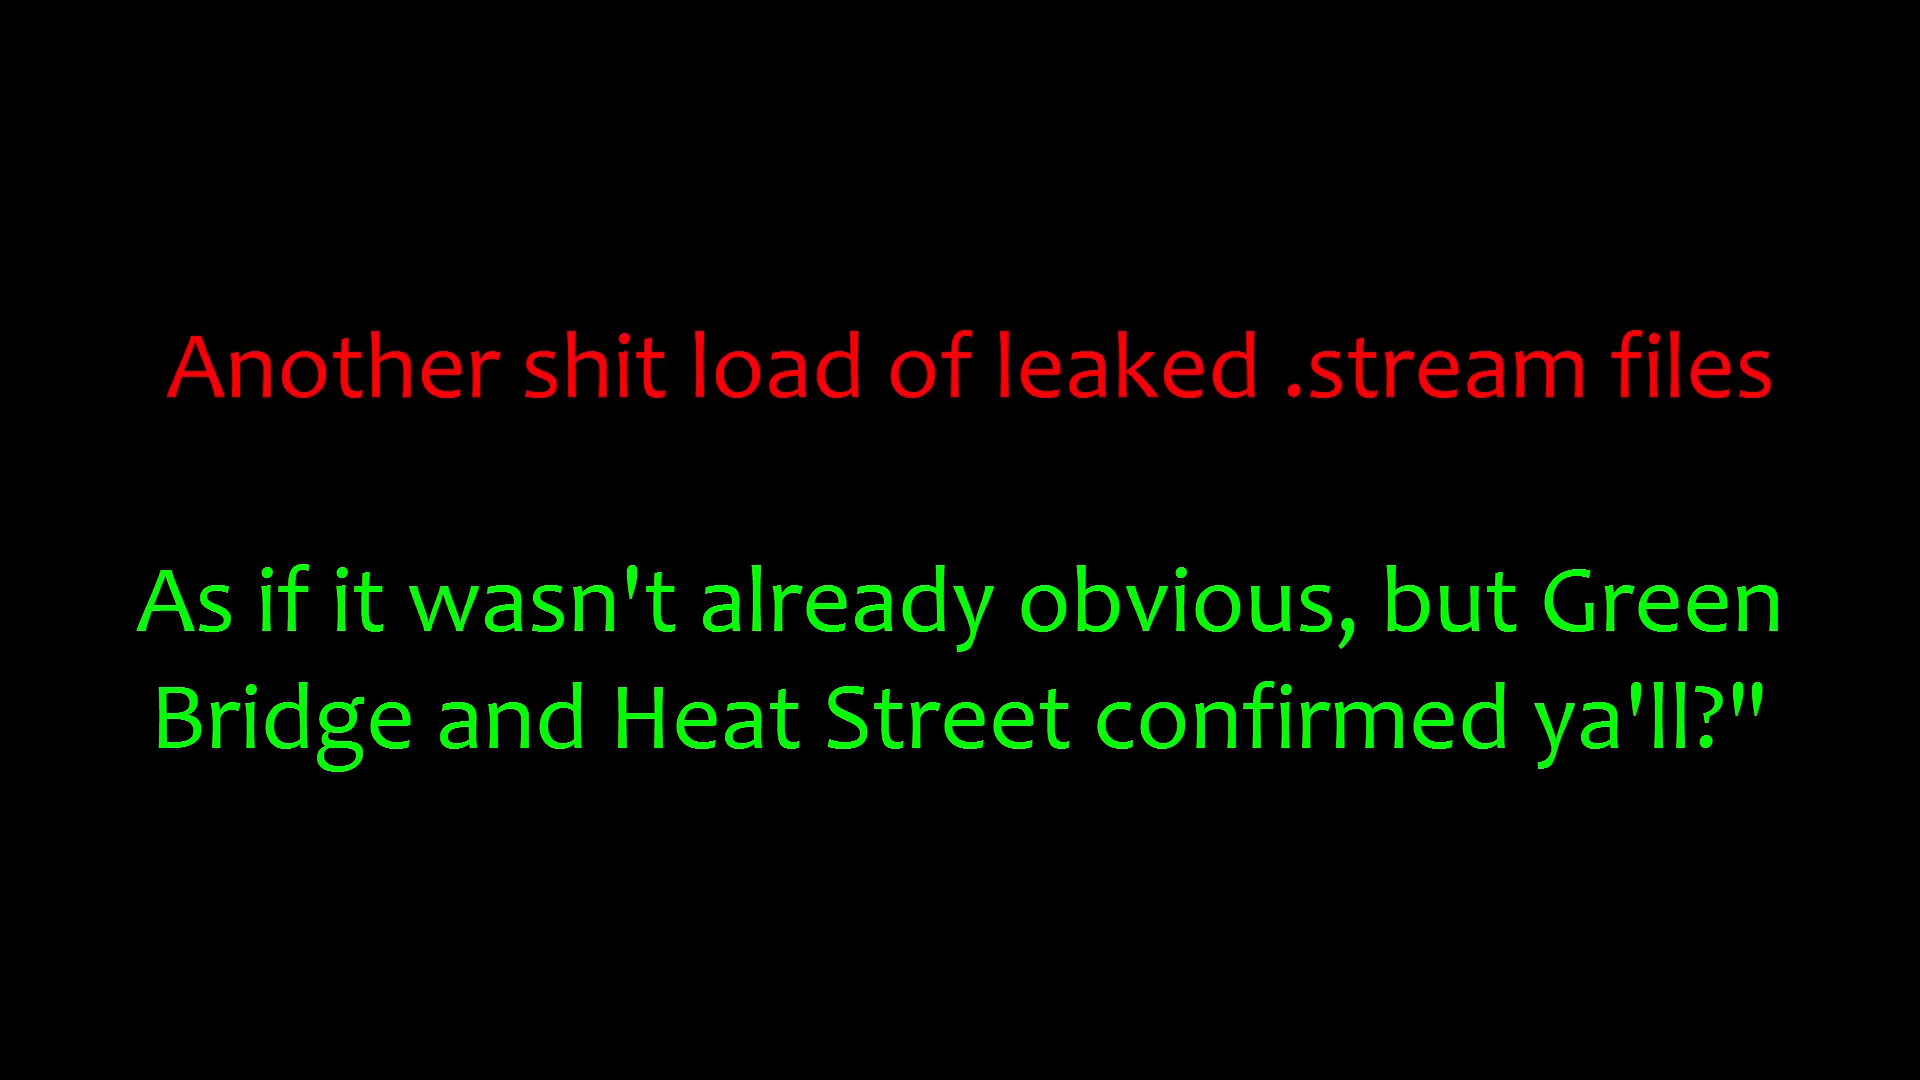 Another shit load of leaked .stream files
As if it wasn't already obvious, but Green
Bridge and Heat Street confirmed ya'll?"